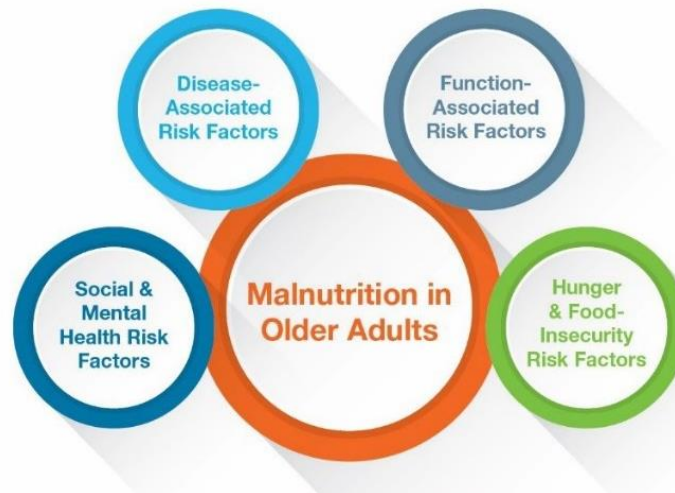 Disease-
Associated
Risk Factors
Function-
Associated
Risk Factors
Social &
Mental
Health Risk
Factors
Malnutrition in
Older Adults
Hunger
& Food-
Insecurity
Risk Factors